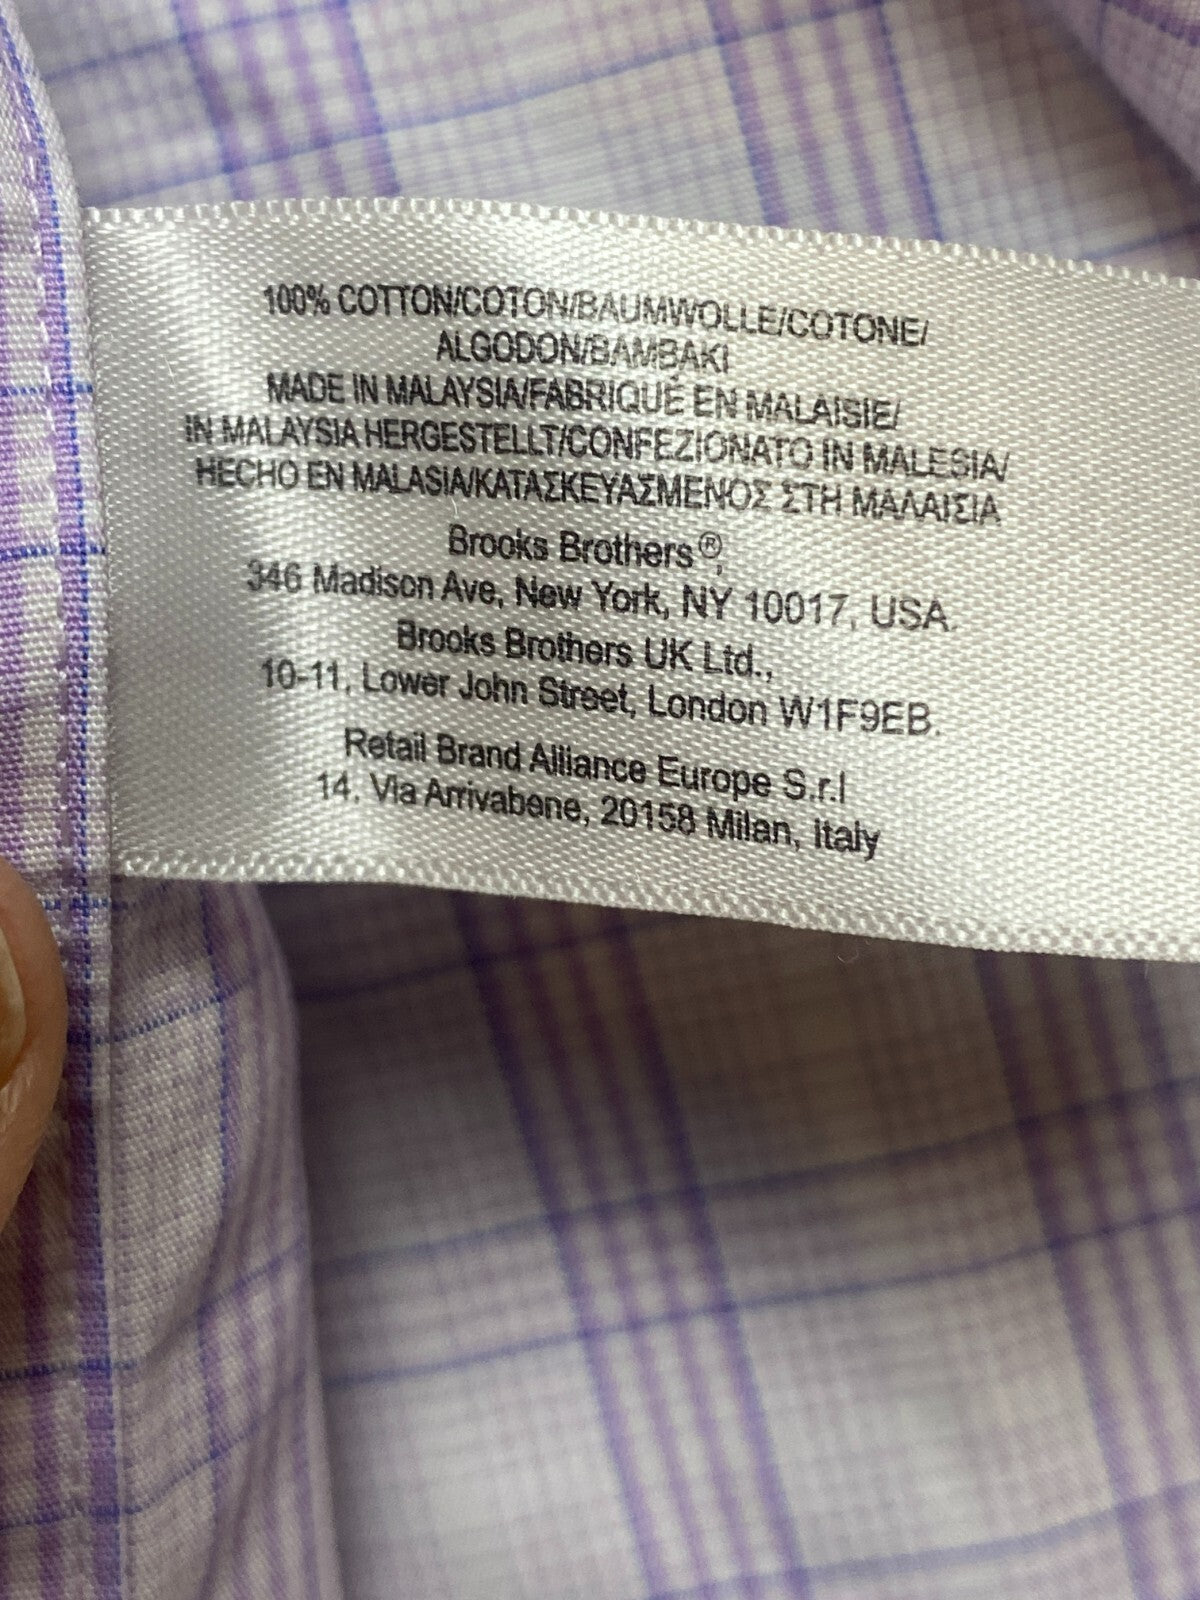 100% COTTON/COTON/BAUMWOLLE/COTONE/
ALGODON/BAMBAKI
MADE IN MALAYSIA/FABRIQUÉ EN MALAISIE/
IN MALAYSIA HERGESTELLT/CONFEZIONATO IN MALESIA/
HECHO EN MALASIA/ΚΑΤΑΣΚΕΥΑΣΜΕΝΟΣ ΣΤΗ ΜΑΛΑΙΣΙΑ
Brooks Brothers®,
346 Madison Ave, New York, NY 10017, USA.
Brooks Brothers UK Ltd.,
10-11, Lower John Street, London W1F9EB.
Retail Brand Alliance Europe S.r.l
14, Via Arrivabene, 20158 Milan, Italy